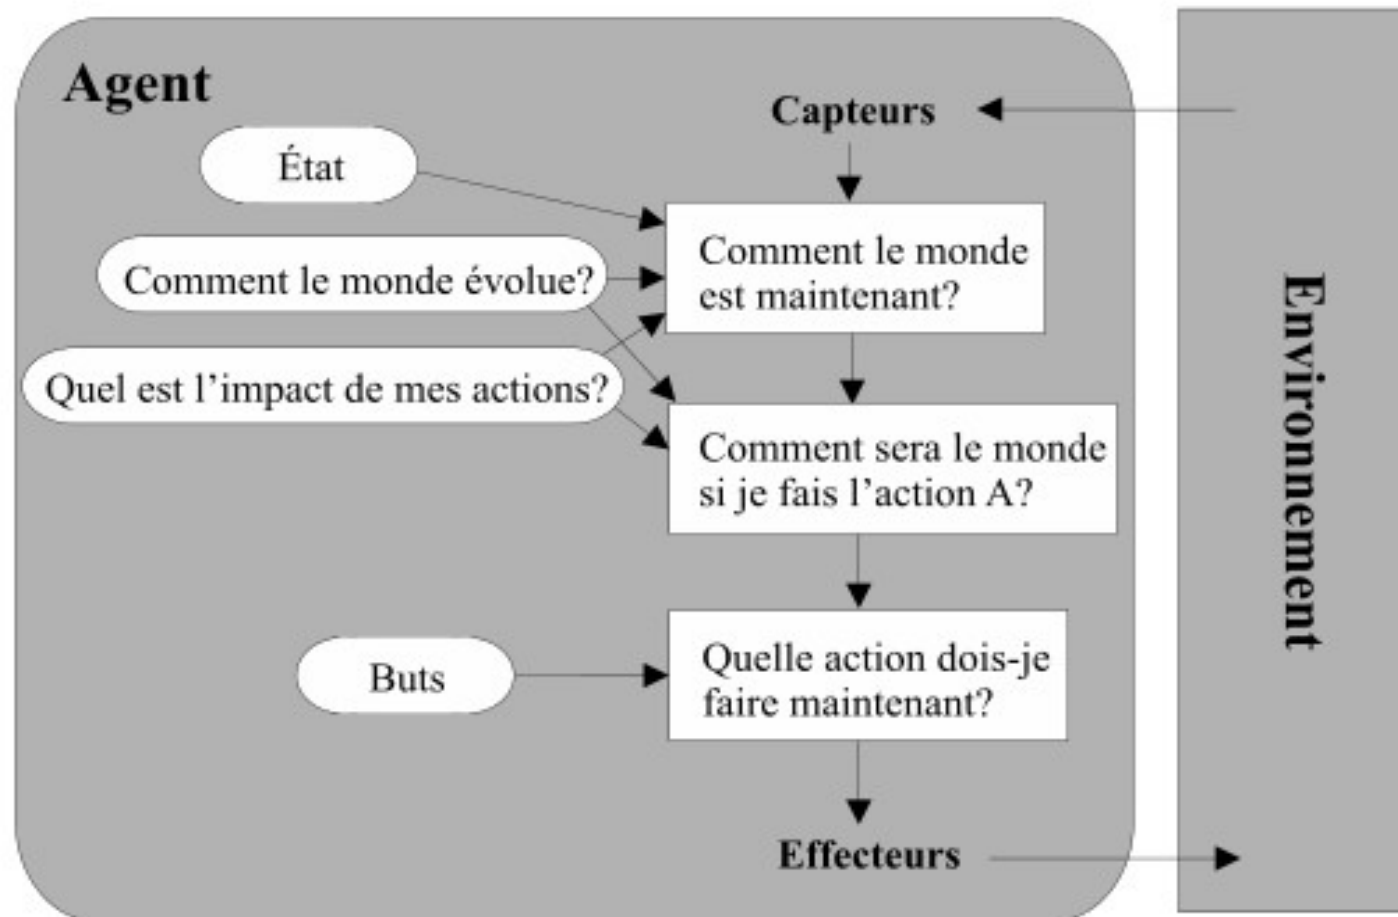 Agent
Capteurs
État
Comment le monde
est maintenant?
Comment le monde évolue?
Quel est l’impact de mes actions?
Comment sera le monde
si je fais l’action A?
Buts
Quelle action dois-je
faire maintenant?
Effecteurs
Environnement